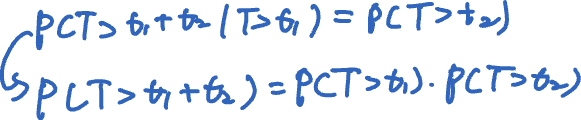 P(T>t₁+t₂ | T>t₁) = P(T>t₂)
P(T>t₁+t₂) = P(T>t₁)·P(T>t₂)